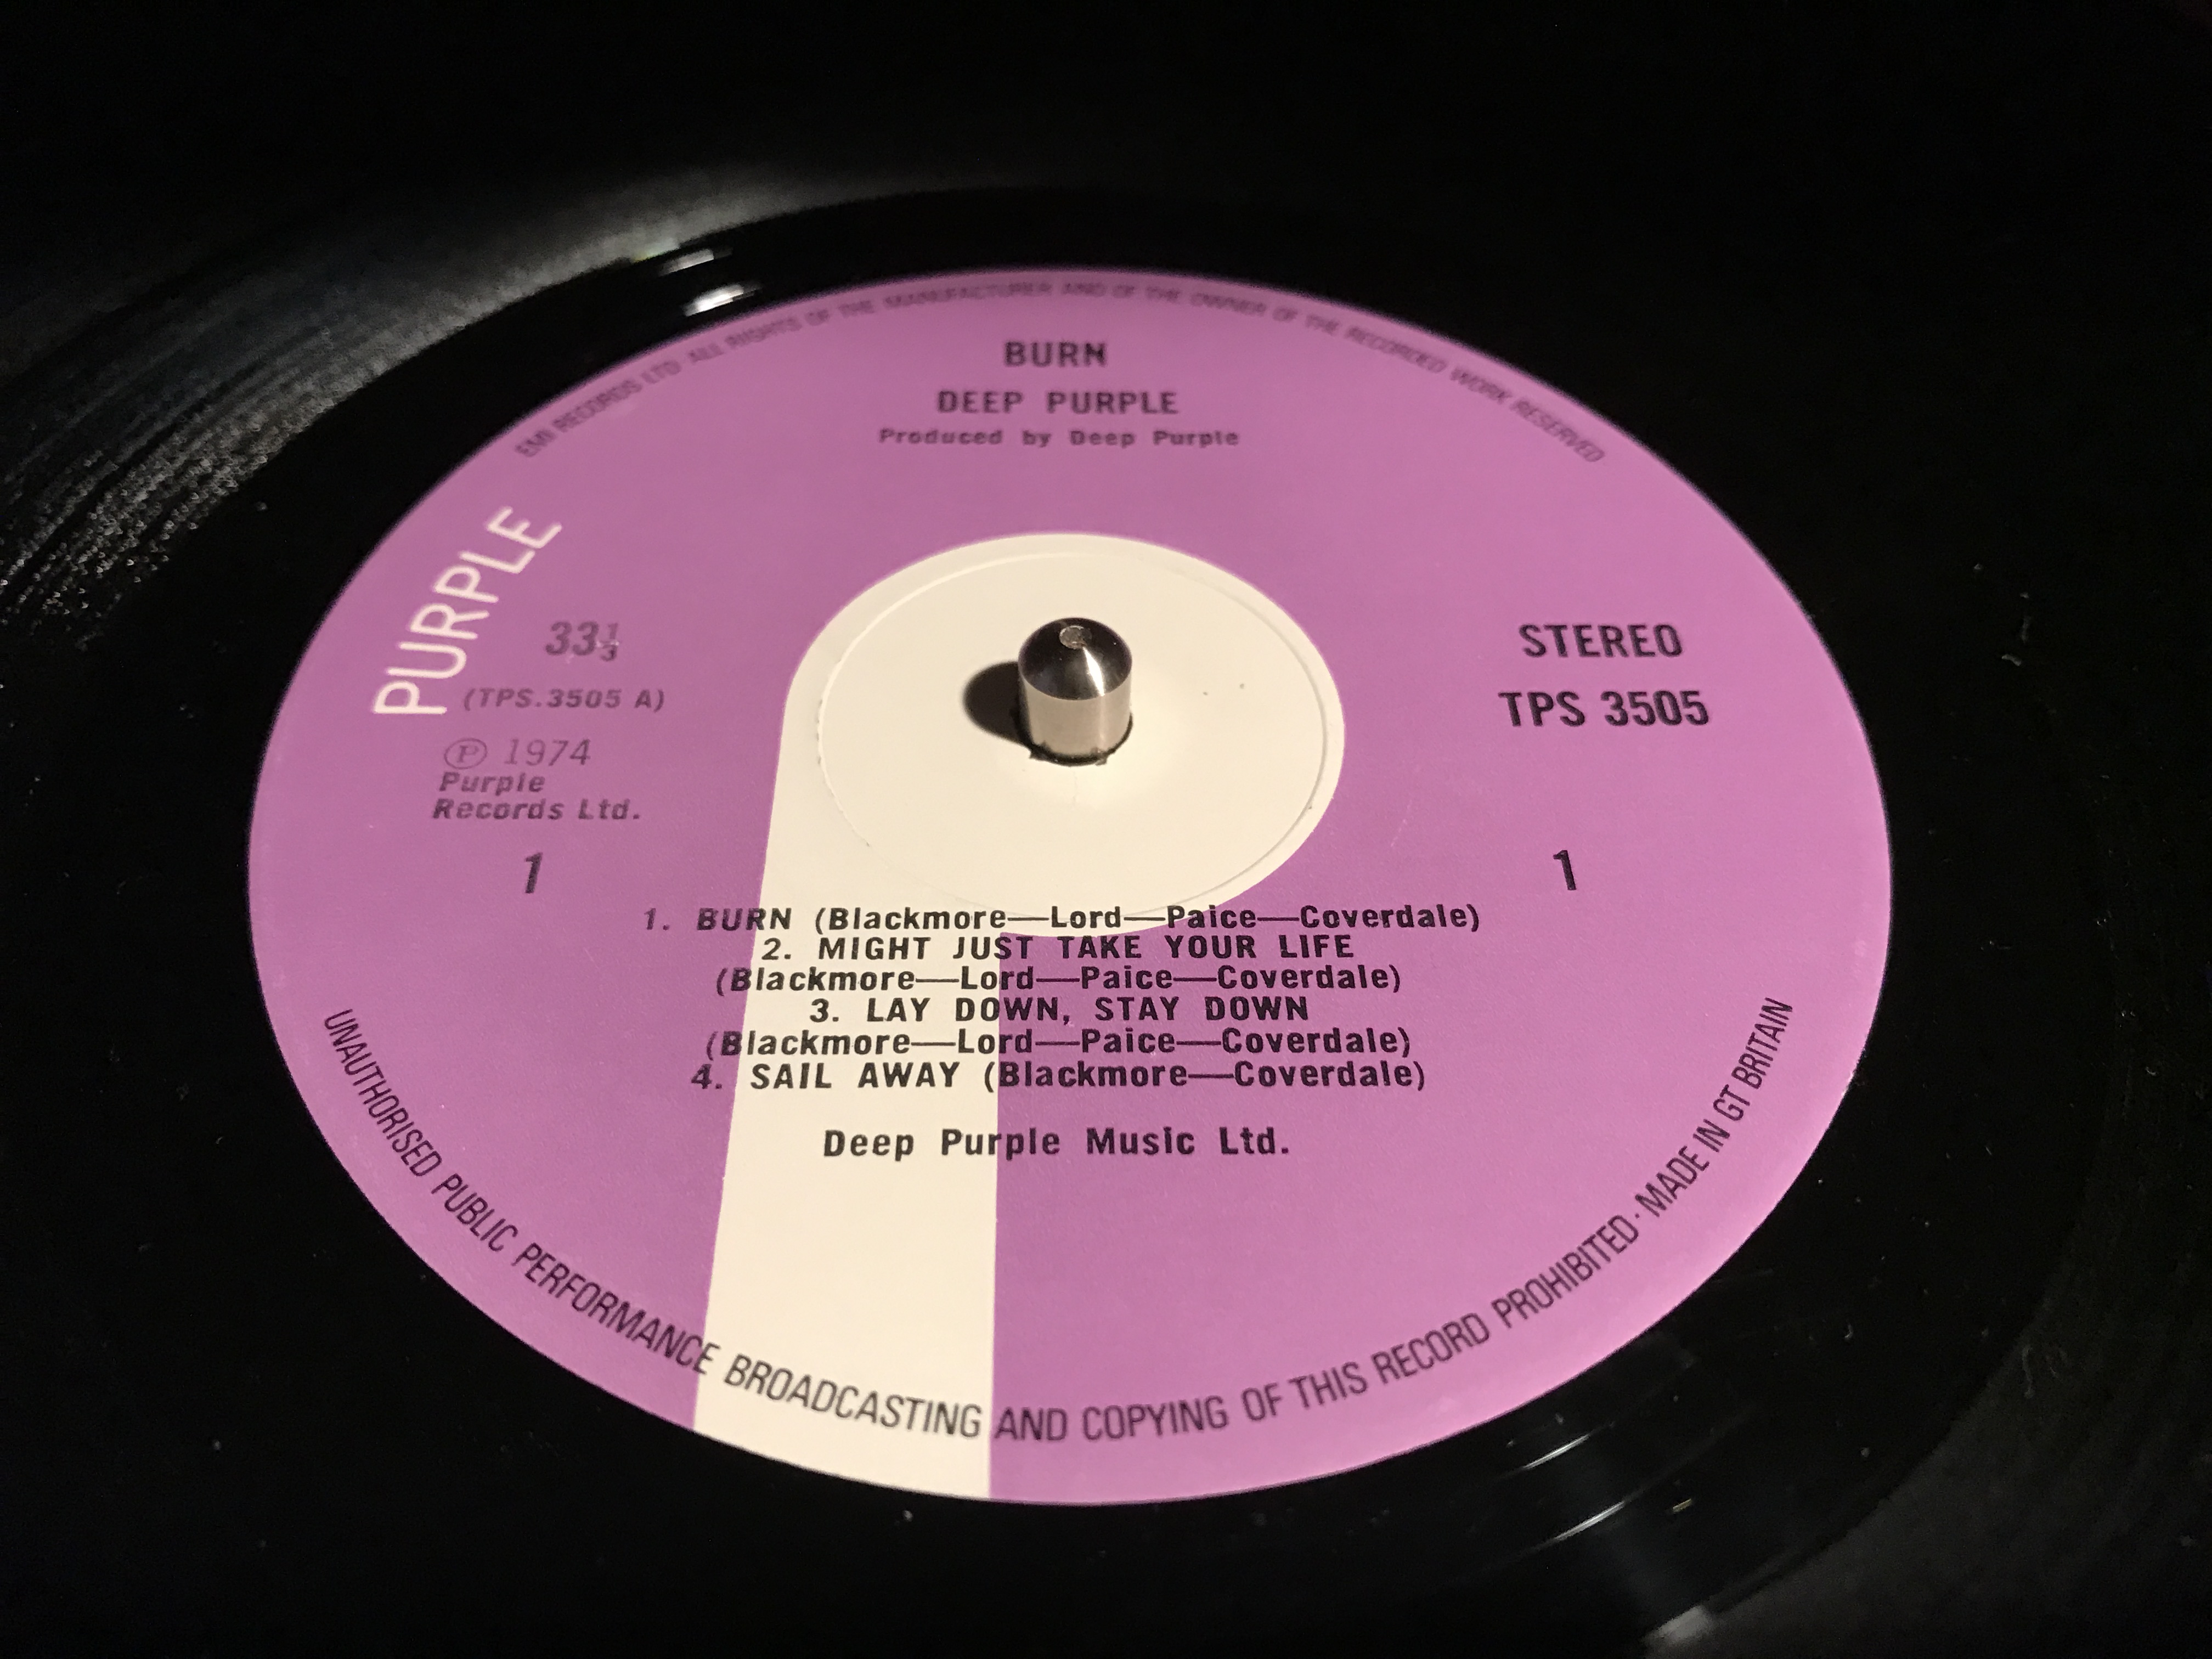 EMI RECORDS LTD ALL RIGHTS OF THE MANUFACTURER AND OF THE OWNER OF THE RECORDED WORK RESERVED
BURN
DEEP PURPLE
Produced by Deep Purple
PURPLE
33⅓
(TPS.3505 A)
Ⓟ 1974
Purple
Records Ltd.
1
STEREO
TPS 3505
1
1. BURN (Blackmore—Lord—Paice—Coverdale)
2. MIGHT JUST TAKE YOUR LIFE
(Blackmore—Lord—Paice—Coverdale)
3. LAY DOWN, STAY DOWN
(Blackmore—Lord—Paice—Coverdale)
4. SAIL AWAY (Blackmore—Coverdale)
Deep Purple Music Ltd.
UNAUTHORISED PUBLIC PERFORMANCE BROADCASTING AND COPYING OF THIS RECORD PROHIBITED · MADE IN GT BRITAIN